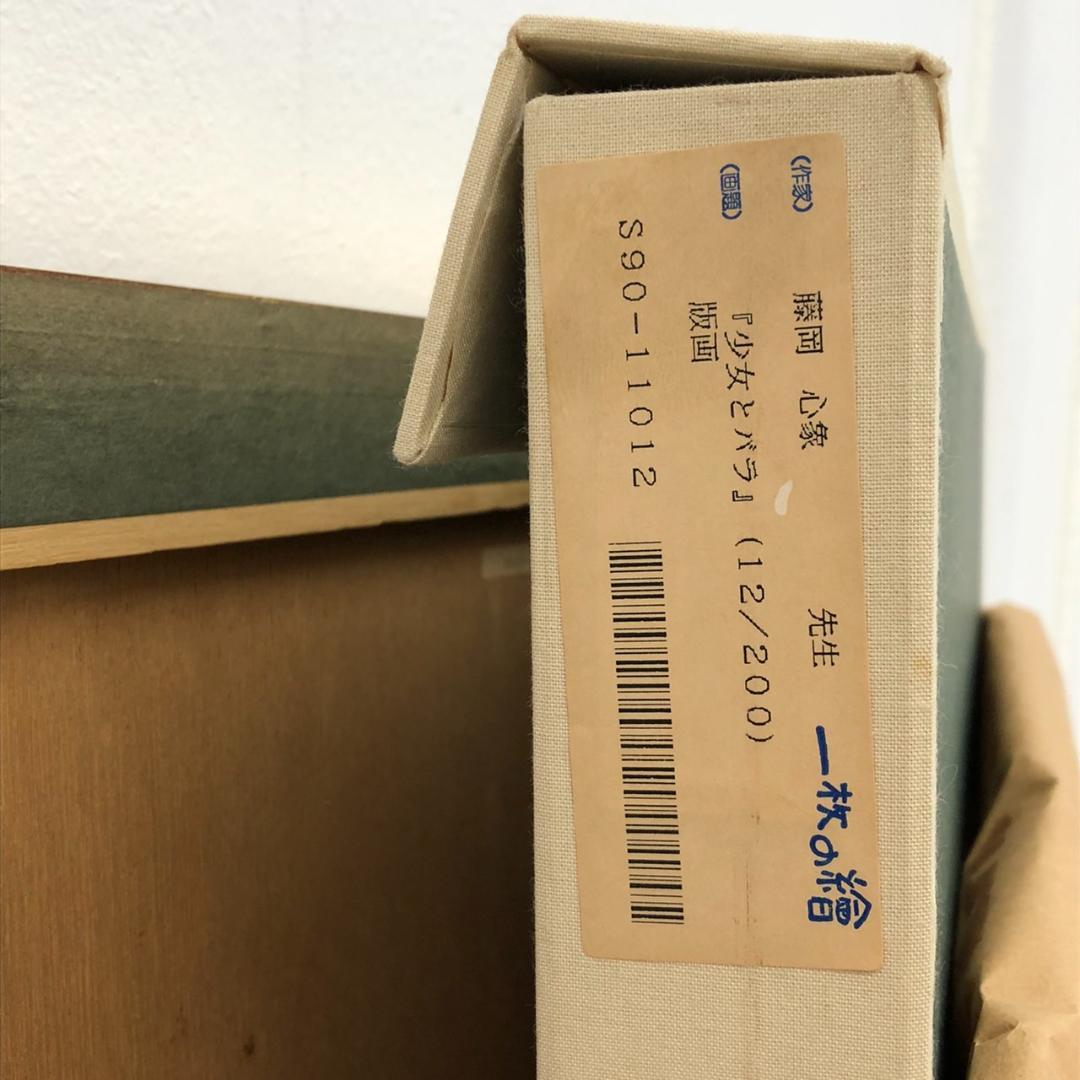 （作家） 藤岡 心象 先生 一枚の繪
（画題） 『少女とバラ』（12／200）
版画
S90-11012